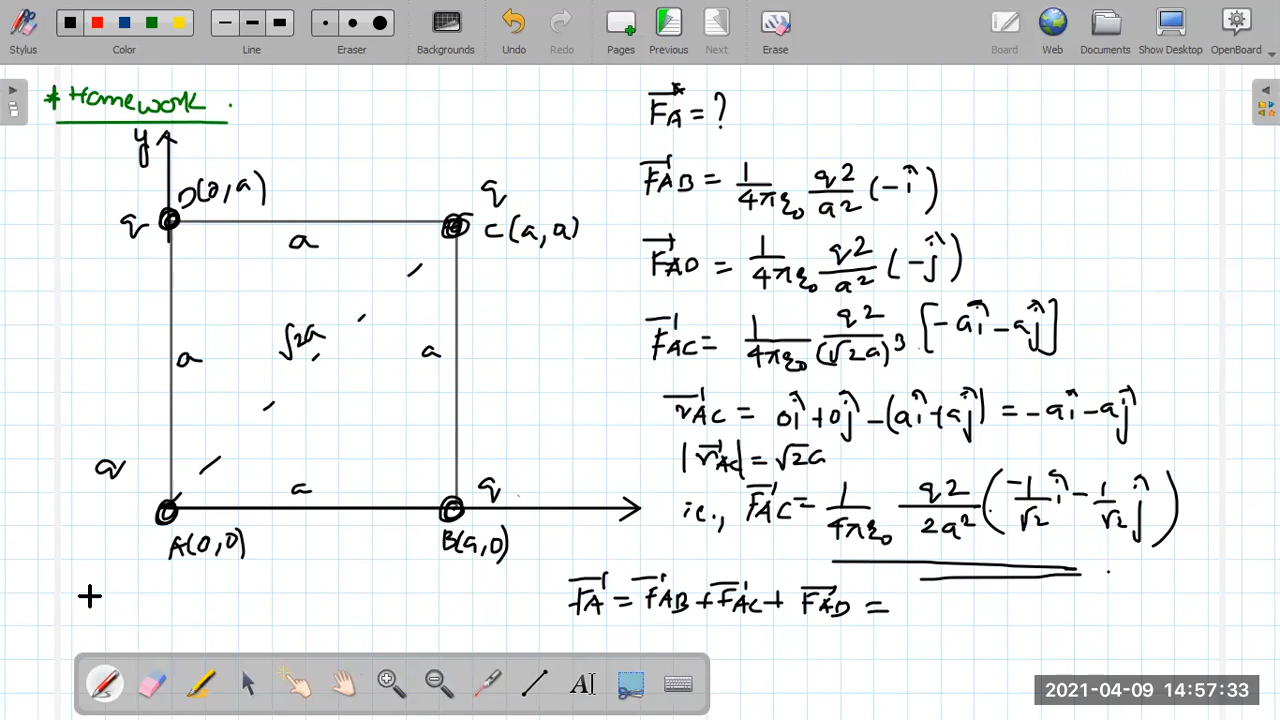 Stylus Color Line Eraser Backgrounds Undo Redo Pages Previous Next Erase Board Web Documents Show Desktop OpenBoard
* Homework .
y
D(0,a)
q
q
C(a,a)
a
√2a
a
a
q
a
q
A(0,0)
B(a,0)
F⃗A = ?
F⃗AB = 1/4πε0 q2/a2 (-î)
F⃗AD = 1/4πε0 q2/a2 (-ĵ)
F⃗AC = 1/4πε0 q2/(√2a)3 [-aî - aĵ]
r⃗AC = 0î + 0ĵ - (aî + aĵ) = -aî - aĵ
|r⃗AC| = √2a
i.e., F⃗AC = 1/4πε0 q2/2a2 (-1/√2 î - 1/√2 ĵ)
F⃗A = F⃗AB + F⃗AC + F⃗AD =
2021-04-09 14:57:33